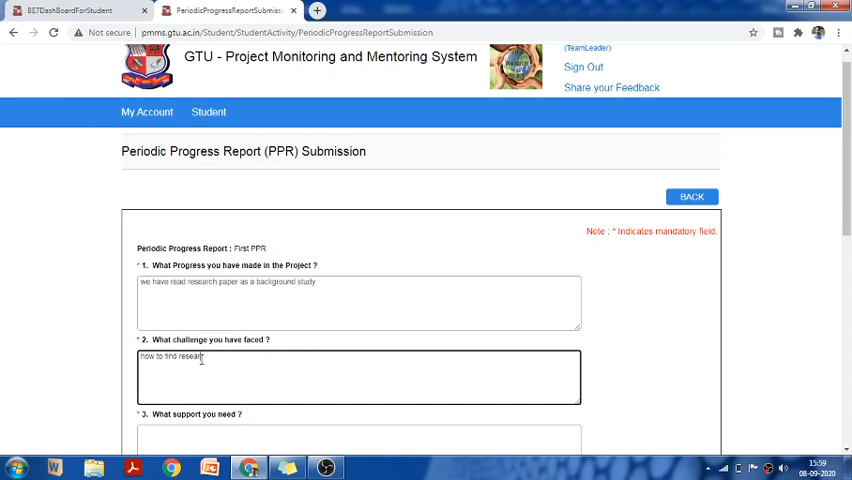 BE7DashBoardForStudent
PeriodicProgressReportSubmiss
Not secure
pmms.gtu.ac.in/Student/StudentActivity/PeriodicProgressReportSubmission
GTU - Project Monitoring and Mentoring System
(TeamLeader)
Sign Out
Share your Feedback
My Account
Student
Periodic Progress Report (PPR) Submission
BACK
Note : * Indicates mandatory field.
Periodic Progress Report : First PPR
* 1. What Progress you have made in the Project ?
we have read research paper as a background study
* 2. What challenge you have faced ?
how to find resear
* 3. What support you need ?
15:59
08-09-2020